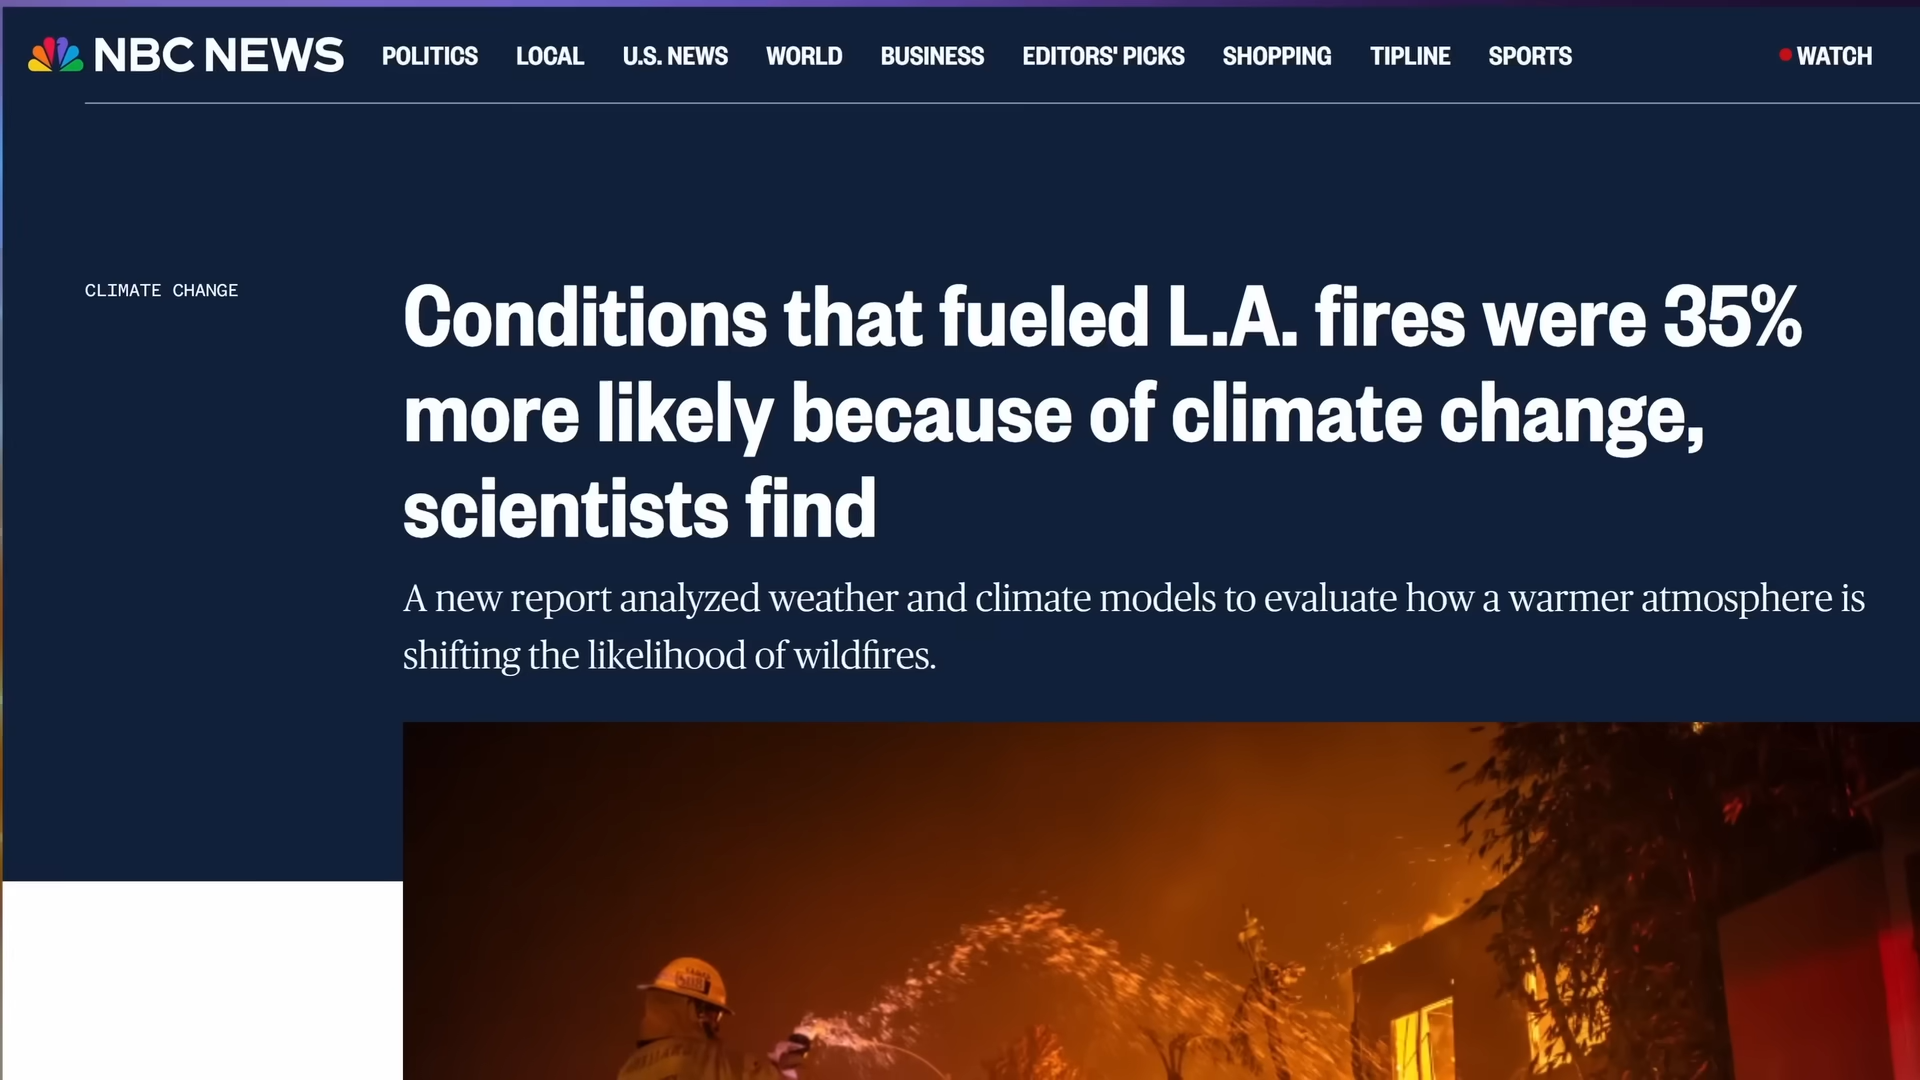 NBC NEWS POLITICS LOCAL U.S. NEWS WORLD BUSINESS EDITORS' PICKS SHOPPING TIPLINE SPORTS WATCH
CLIMATE CHANGE
Conditions that fueled L.A. fires were 35%
more likely because of climate change,
scientists find
A new report analyzed weather and climate models to evaluate how a warmer atmosphere is
shifting the likelihood of wildfires.